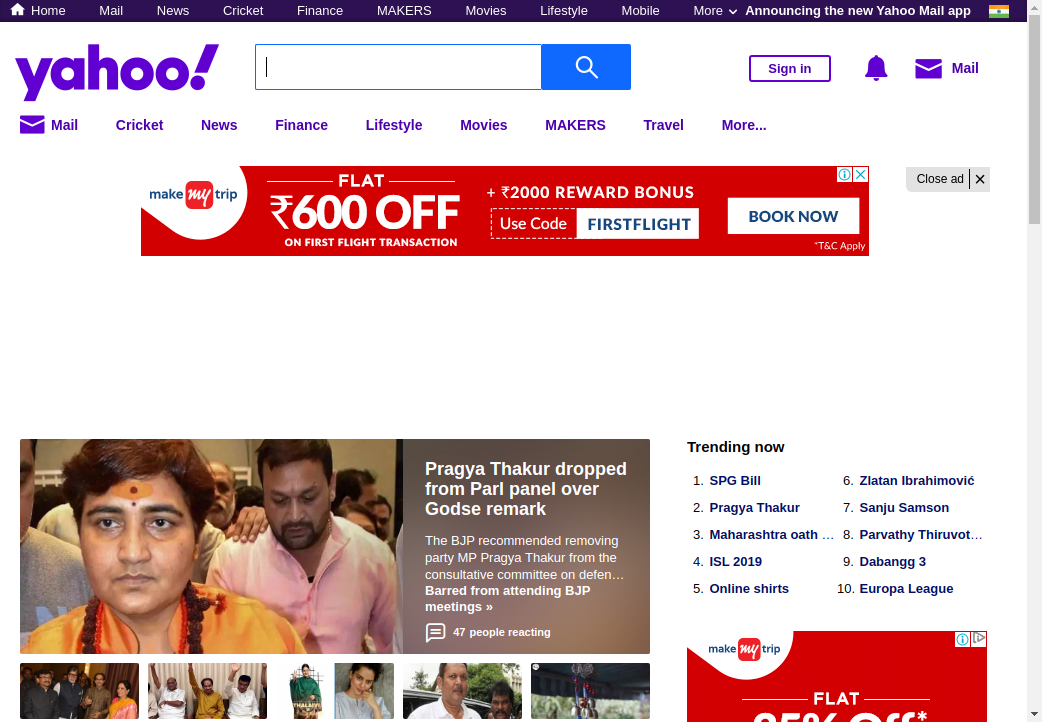 Home Mail News Cricket Finance MAKERS Movies Lifestyle Mobile More Announcing the new Yahoo Mail app
yahoo!
Sign in
Mail
Mail Cricket News Finance Lifestyle Movies MAKERS Travel More...
make my trip
FLAT
₹600 OFF
ON FIRST FLIGHT TRANSACTION
+ ₹2000 REWARD BONUS
Use Code FIRSTFLIGHT
BOOK NOW
*T&C Apply
Close ad
Pragya Thakur dropped
from Parl panel over
Godse remark
The BJP recommended removing
party MP Pragya Thakur from the
consultative committee on defen…
Barred from attending BJP
meetings »
47 people reacting
Trending now
1. SPG Bill
2. Pragya Thakur
3. Maharashtra oath …
4. ISL 2019
5. Online shirts
6. Zlatan Ibrahimović
7. Sanju Samson
8. Parvathy Thiruvot…
9. Dabangg 3
10. Europa League
make my trip
FLAT
25% Off*